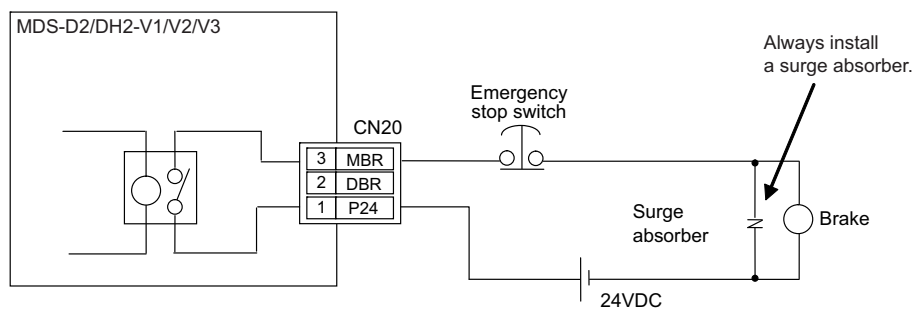 MDS-D2/DH2-V1/V2/V3
Always install
a surge absorber.
Emergency
stop switch
CN20
3 MBR
2 DBR
1 P24
Surge
absorber
Brake
24VDC